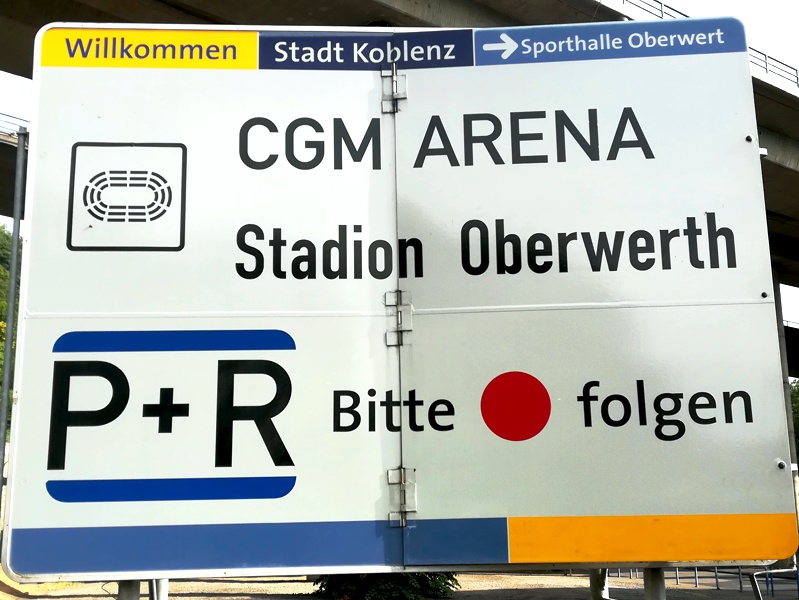 Willkommen Stadt Koblenz Sporthalle Oberwert
CGM ARENA
Stadion Oberwerth
P+R Bitte folgen